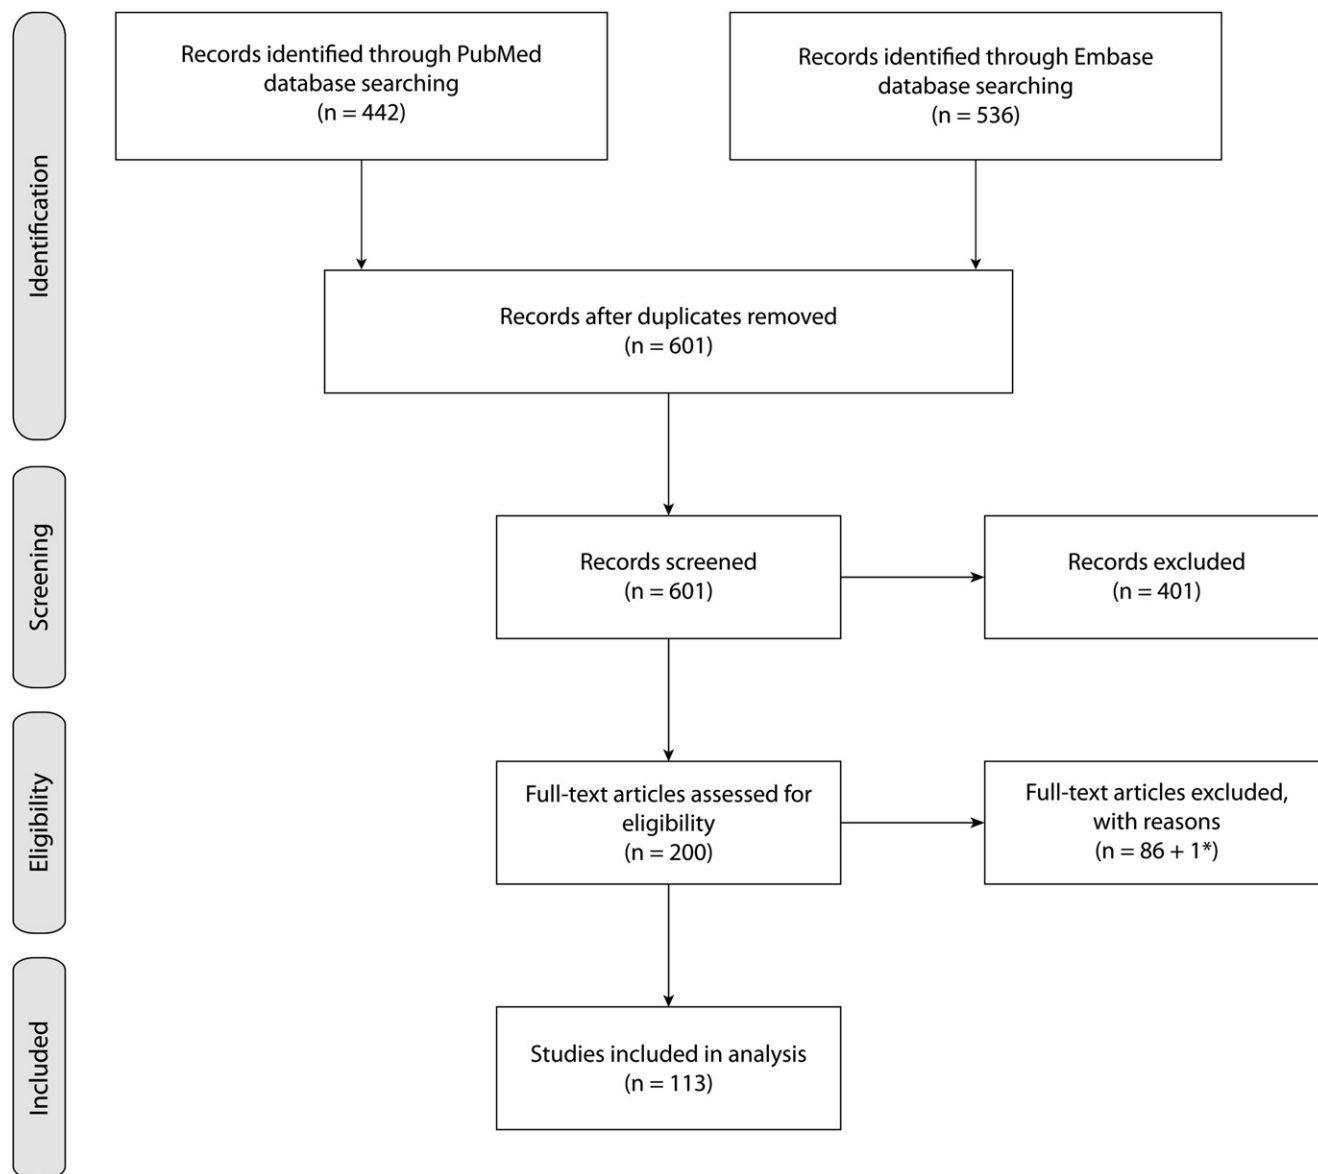 Identification
Records identified through PubMed
database searching
(n = 442)
Records identified through Embase
database searching
(n = 536)
Records after duplicates removed
(n = 601)
Screening
Records screened
(n = 601)
Records excluded
(n = 401)
Eligibility
Full-text articles assessed for
eligibility
(n = 200)
Full-text articles excluded,
with reasons
(n = 86 + 1*)
Included
Studies included in analysis
(n = 113)